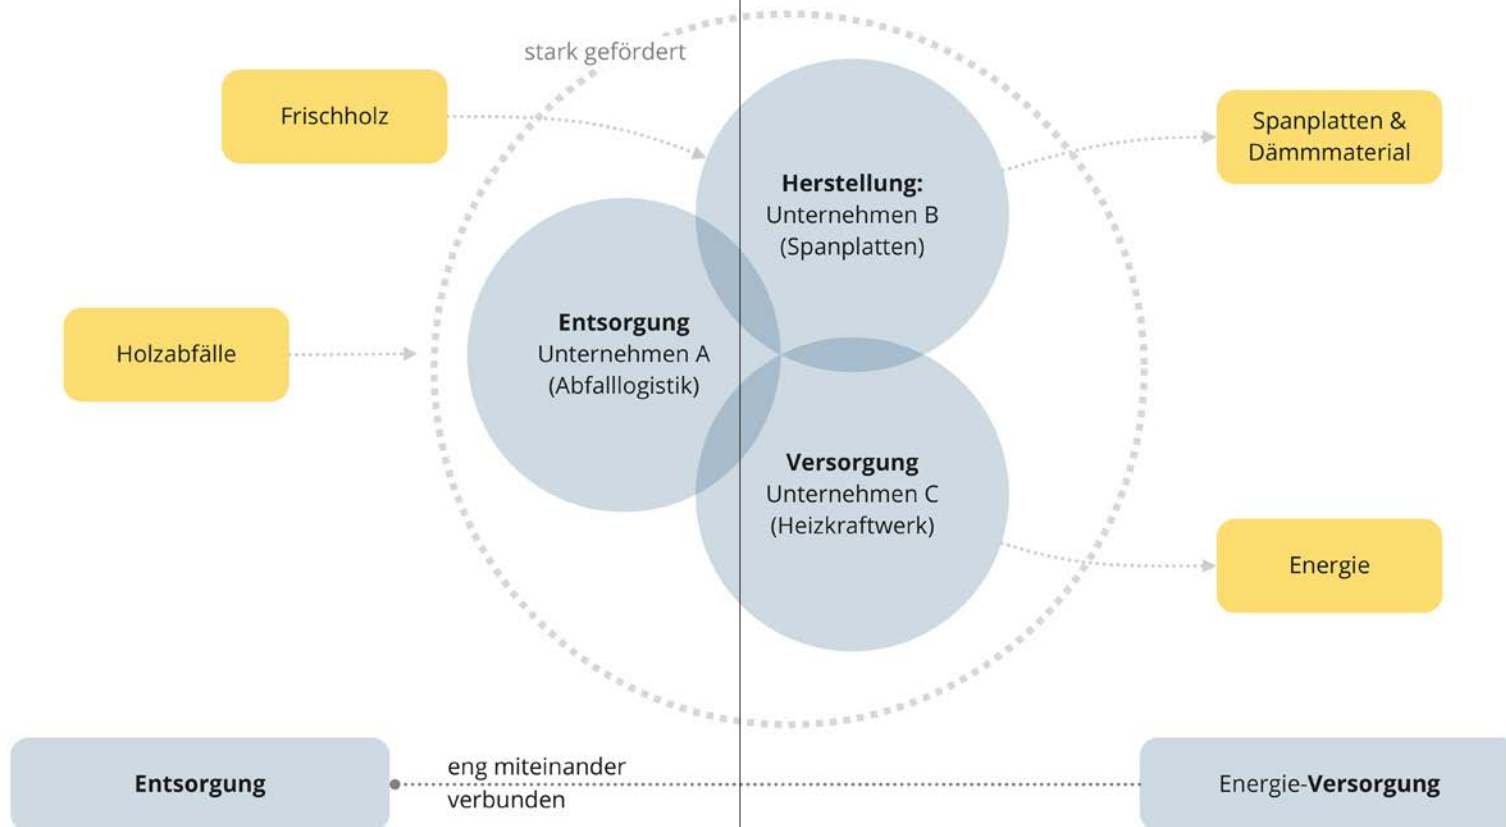 stark gefördert
Frischholz
Spanplatten &
Dämmmaterial
Herstellung:
Unternehmen B
(Spanplatten)
Entsorgung
Unternehmen A
(Abfalllogistik)
Holzabfälle
Versorgung
Unternehmen C
(Heizkraftwerk)
Energie
Entsorgung
eng miteinander
verbunden
Energie-Versorgung